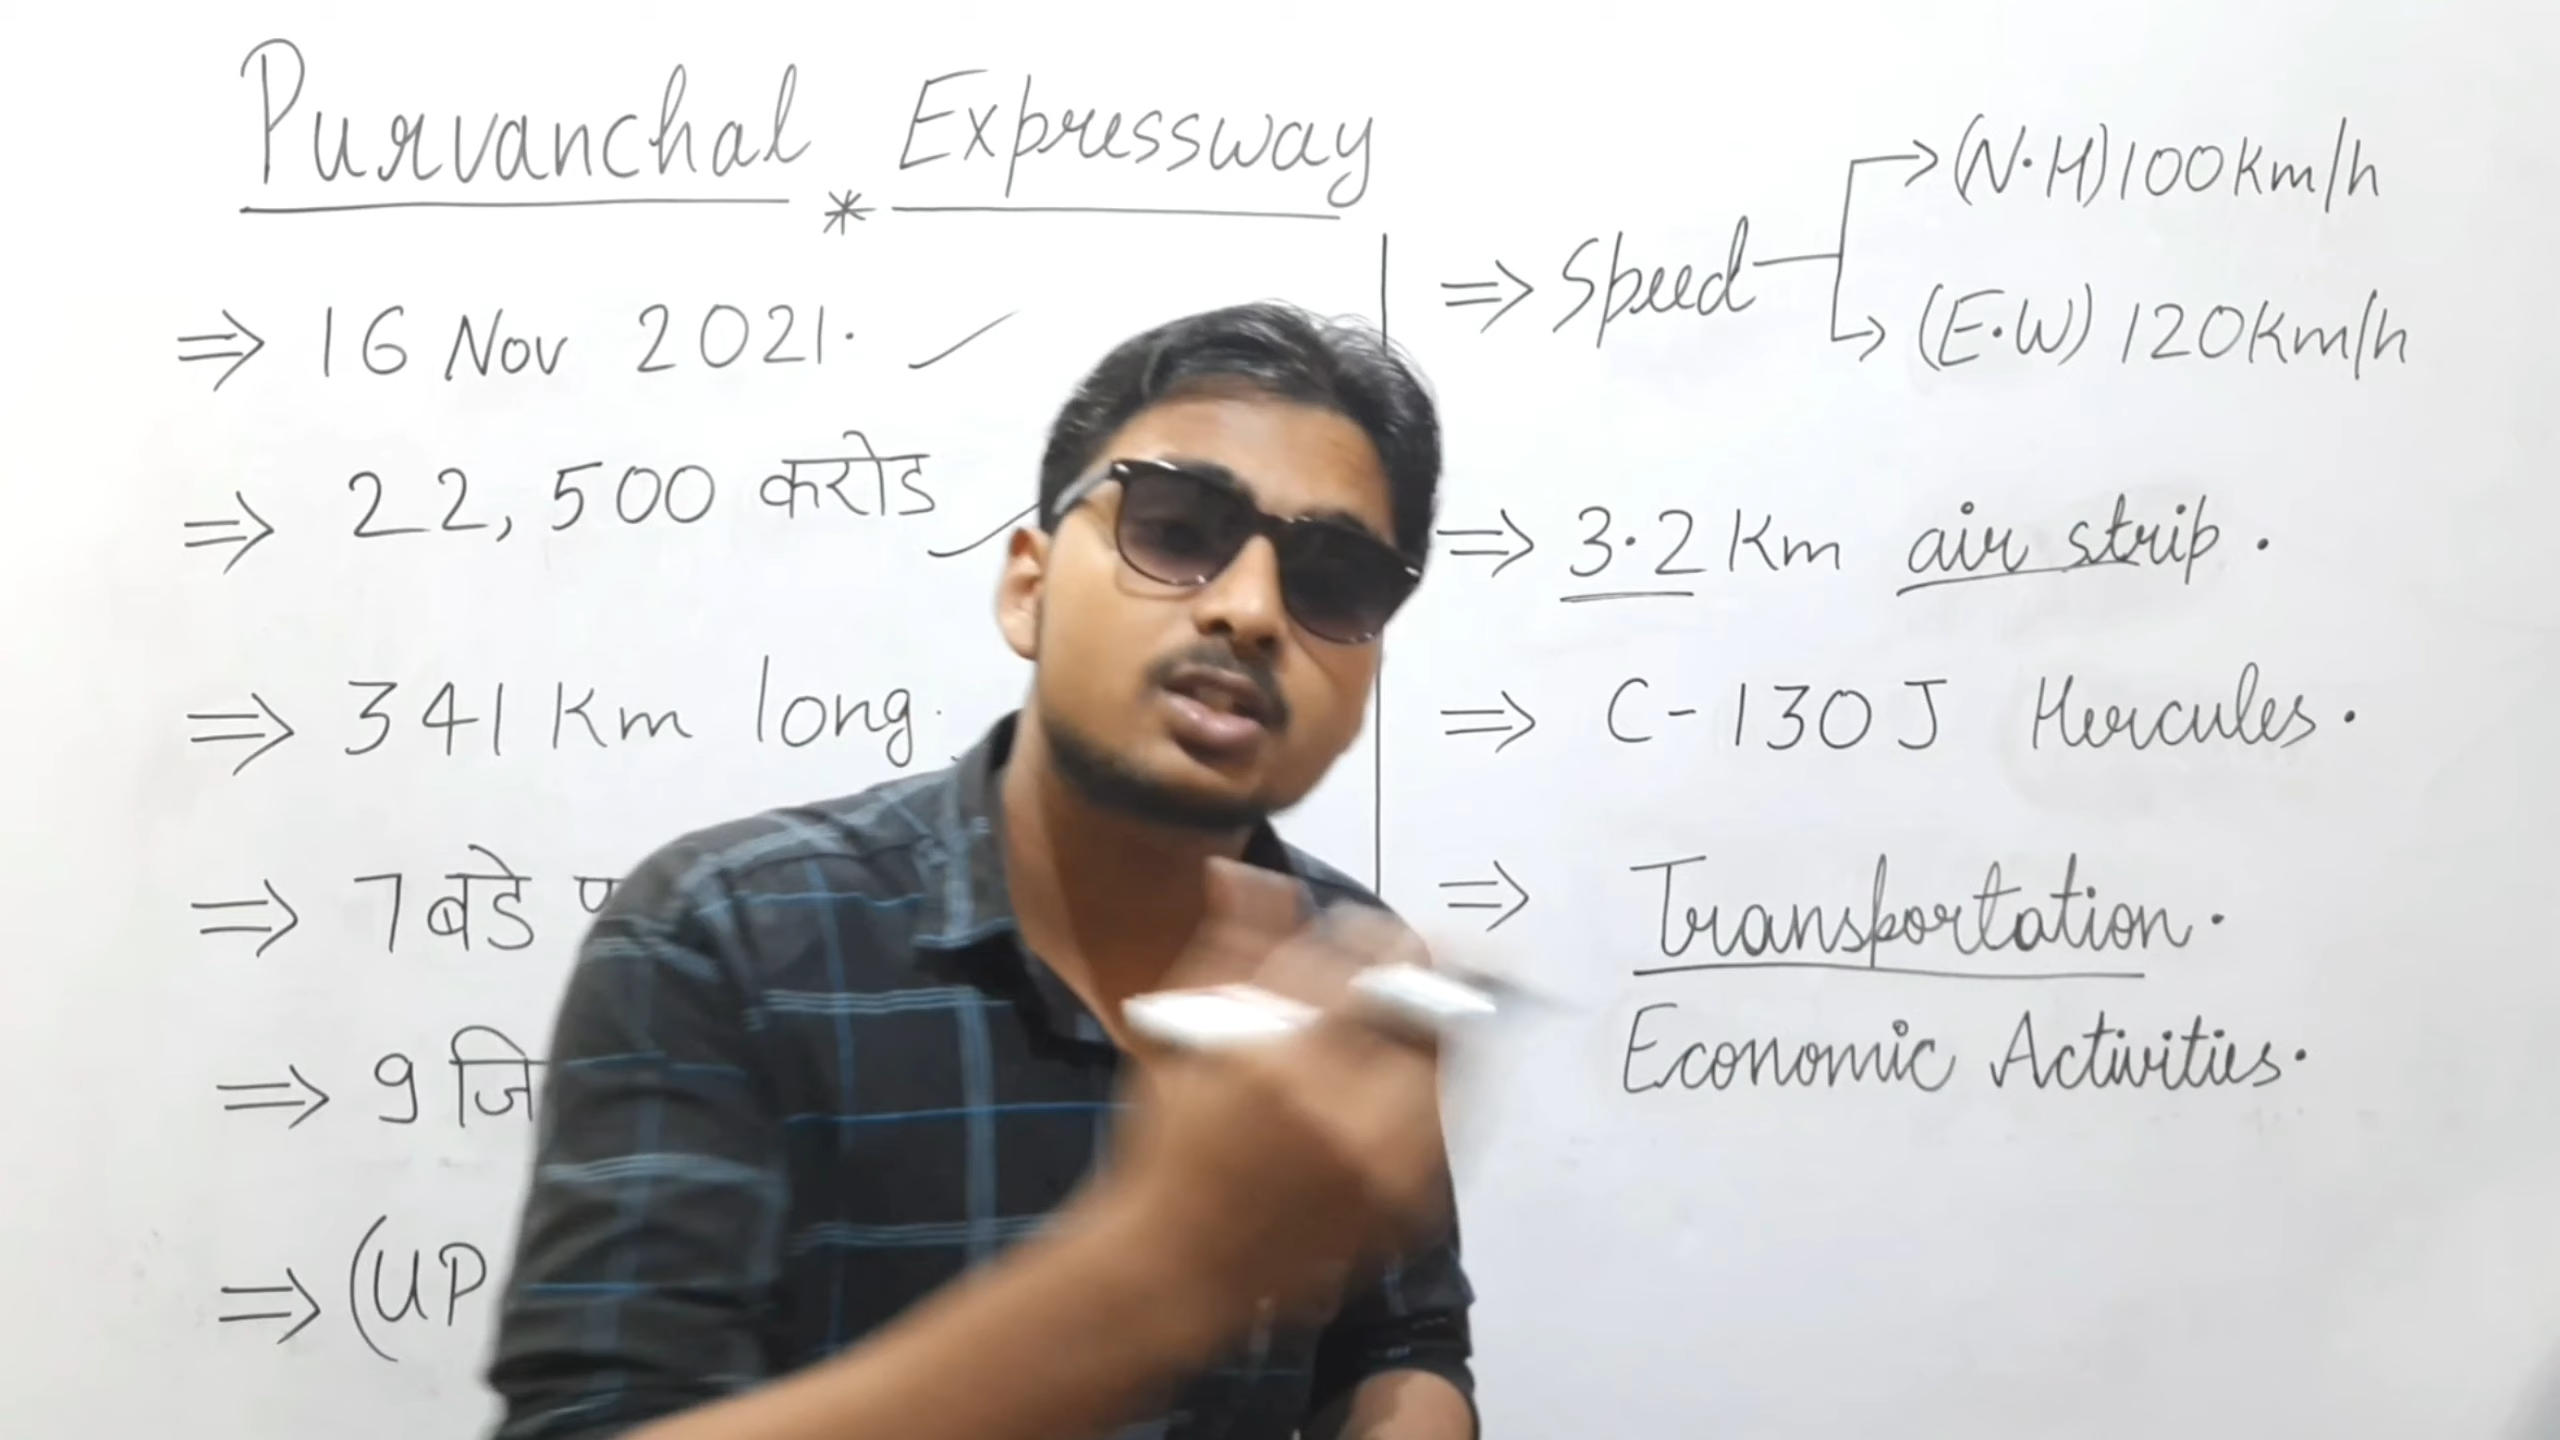 Purvanchal * Expressway
⇒ 16 Nov 2021.
⇒ 22,500 करोड
⇒ 341 Km long.
⇒ 7 बडे
⇒ 9
⇒ (UP
⇒ Speed
→ (N.H) 100 Km/h
→ (E.W) 120 Km/h
⇒ 3.2 Km air strip.
⇒ C-130 J Hercules.
⇒ Transportation.
Economic Activities.